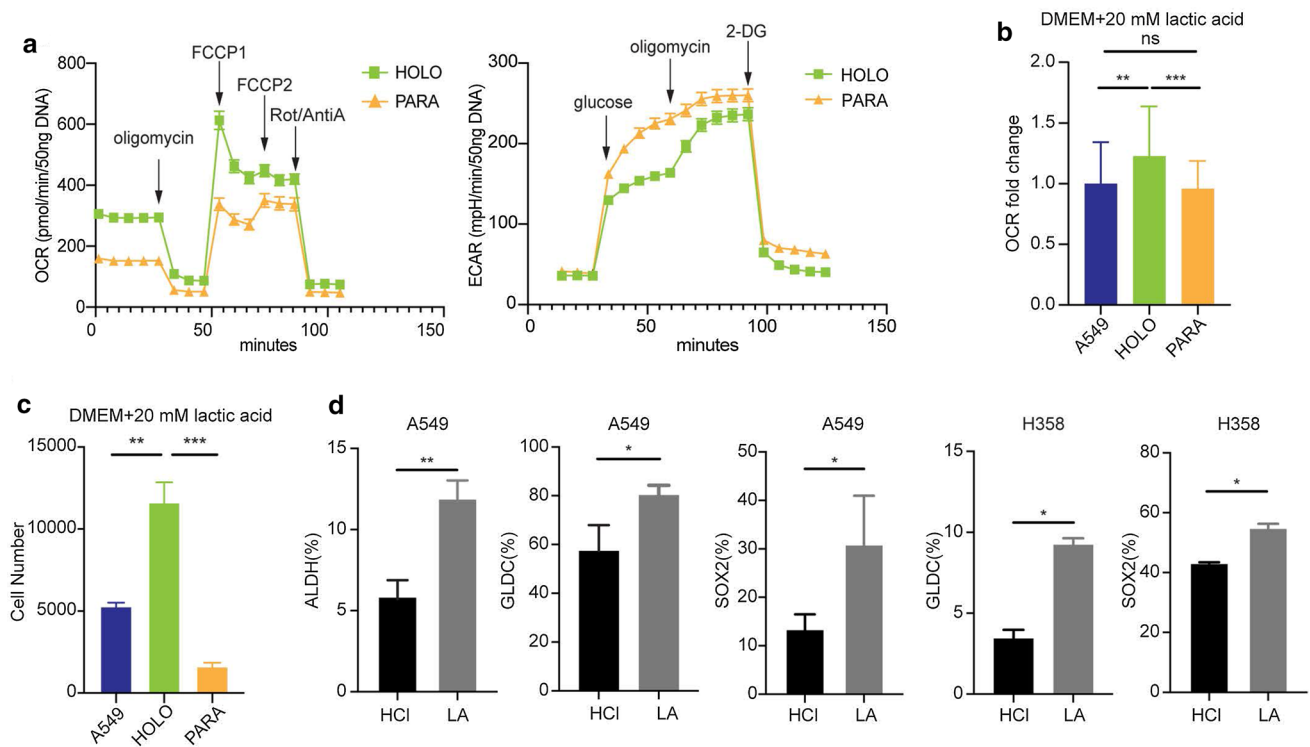 a
800
600
400
200
0
OCR (pmol/min/50ng DNA)
0
50
100
150
minutes
oligomycin
FCCP1
FCCP2
Rot/AntiA
HOLO
PARA
300
200
100
0
ECAR (mpH/min/50ng DNA)
0
50
100
150
minutes
glucose
oligomycin
2-DG
HOLO
PARA
b
DMEM+20 mM lactic acid
ns
**
***
2.0
1.5
1.0
0.5
0.0
OCR fold change
A549
HOLO
PARA
c
DMEM+20 mM lactic acid
**
***
15000
10000
5000
0
Cell Number
A549
HOLO
PARA
d
A549
**
15
10
5
0
ALDH(%)
HCl
LA
A549
*
100
80
60
40
20
0
GLDC(%)
HCl
LA
A549
*
50
40
30
20
10
0
SOX2(%)
HCl
LA
H358
*
15
10
5
0
GLDC(%)
HCl
LA
H358
*
80
60
40
20
0
SOX2(%)
HCl
LA